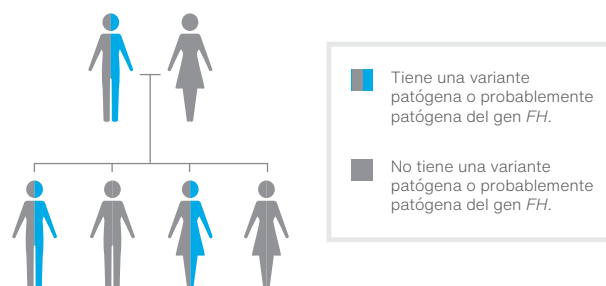 Tiene una variante
patógena o probablemente
patógena del gen FH.
No tiene una variante
patógena o probablemente
patógena del gen FH.